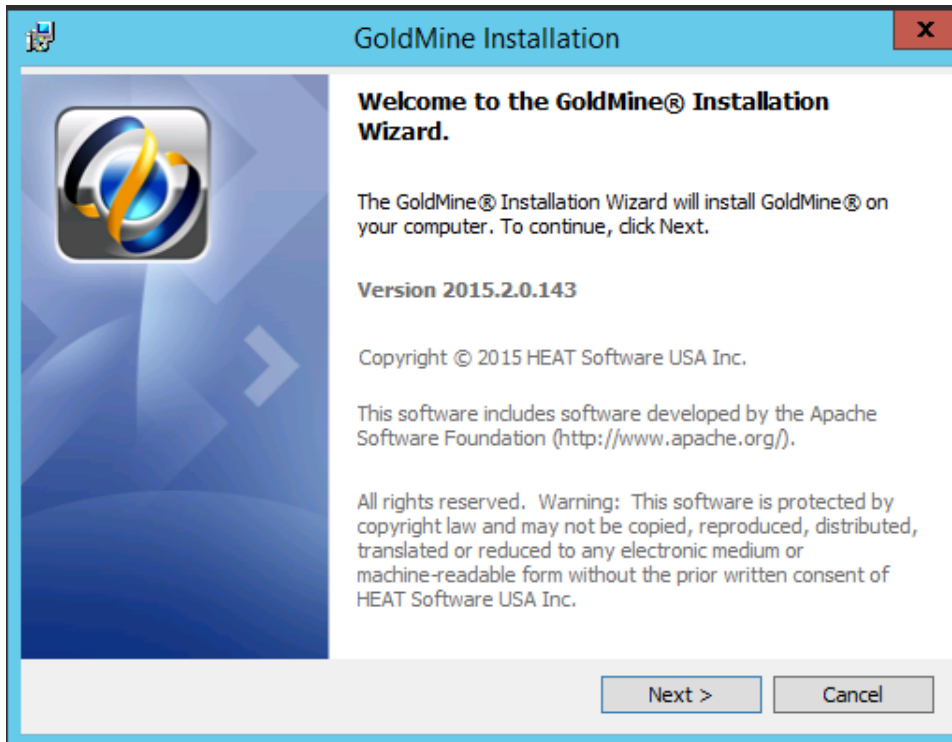 GoldMine Installation
Welcome to the GoldMine® Installation
Wizard.
The GoldMine® Installation Wizard will install GoldMine® on
your computer. To continue, click Next.
Version 2015.2.0.143
Copyright © 2015 HEAT Software USA Inc.
This software includes software developed by the Apache
Software Foundation (http://www.apache.org/).
All rights reserved.  Warning:  This software is protected by
copyright law and may not be copied, reproduced, distributed,
translated or reduced to any electronic medium or
machine-readable form without the prior written consent of
HEAT Software USA Inc.
Next >
Cancel